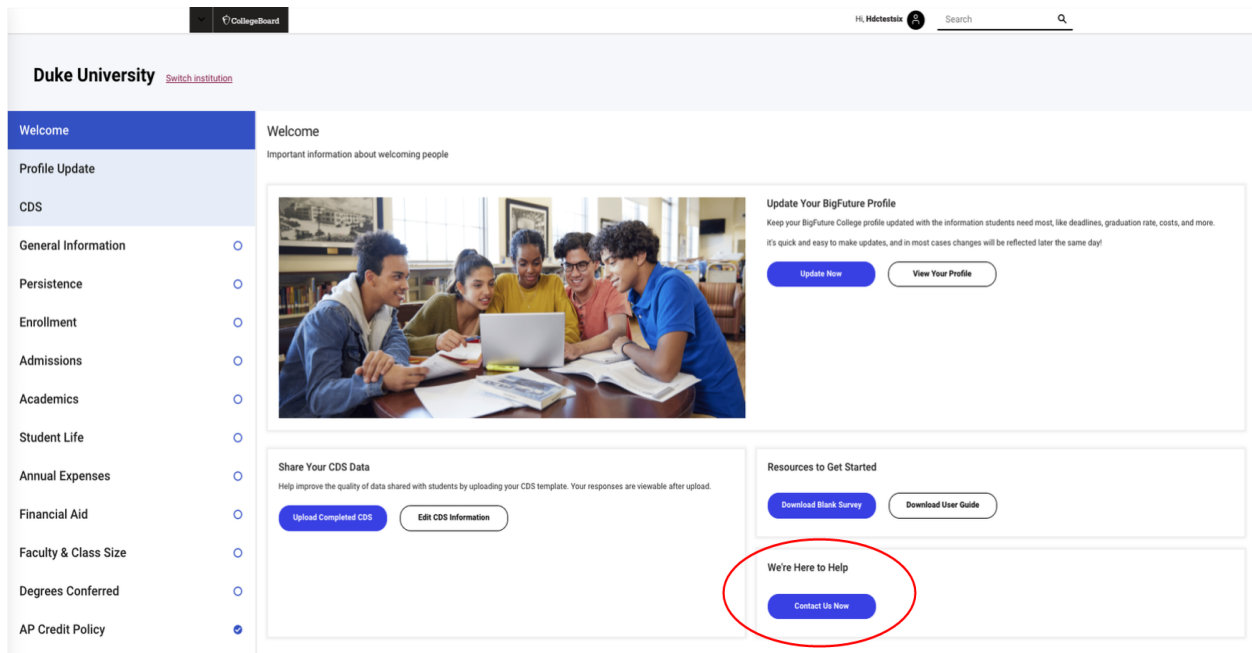 CollegeBoard
Hi, Hdctestsix
Search
Duke University Switch institution
Welcome
Profile Update
CDS
General Information
Persistence
Enrollment
Admissions
Academics
Student Life
Annual Expenses
Financial Aid
Faculty & Class Size
Degrees Conferred
AP Credit Policy
Welcome
Important information about welcoming people
Update Your BigFuture Profile
Keep your BigFuture College profile updated with the information students need most, like deadlines, graduation rate, costs, and more.
it's quick and easy to make updates, and in most cases changes will be reflected later the same day!
Update Now
View Your Profile
Share Your CDS Data
Help improve the quality of data shared with students by uploading your CDS template. Your responses are viewable after upload.
Upload Completed CDS
Edit CDS Information
Resources to Get Started
Download Blank Survey
Download User Guide
We're Here to Help
Contact Us Now